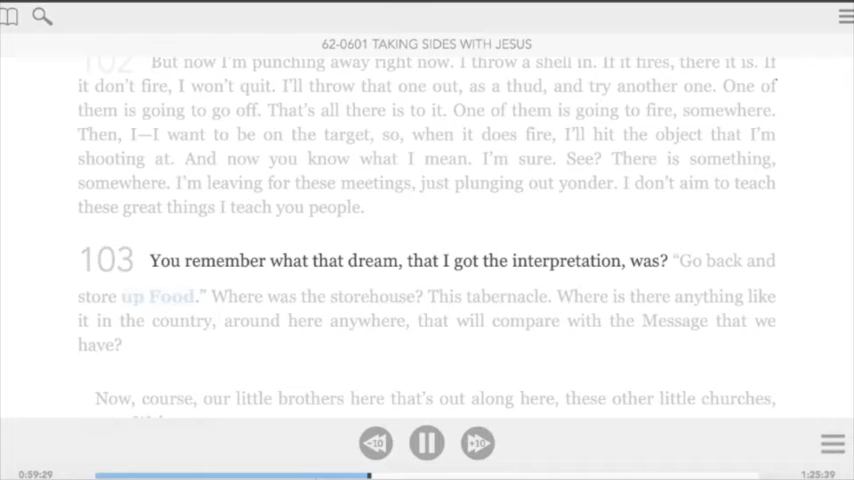 62-0601 TAKING SIDES WITH JESUS
102 But now I'm punching away right now. I throw a shell in. If it fires, there it is. If
it don't fire, I won't quit. I'll throw that one out, as a thud, and try another one. One of
them is going to go off. That's all there is to it. One of them is going to fire, somewhere.
Then, I—I want to be on the target, so, when it does fire, I'll hit the object that I'm
shooting at. And now you know what I mean. I'm sure. See? There is something,
somewhere. I'm leaving for these meetings, just plunging out yonder. I don't aim to teach
these great things I teach you people.
103 You remember what that dream, that I got the interpretation, was? “Go back and
store up Food.” Where was the storehouse? This tabernacle. Where is there anything like
it in the country, around here anywhere, that will compare with the Message that we
have?
Now, course, our little brothers here that's out along here, these other little churches,
-10
+10
0:59:29
1:25:39